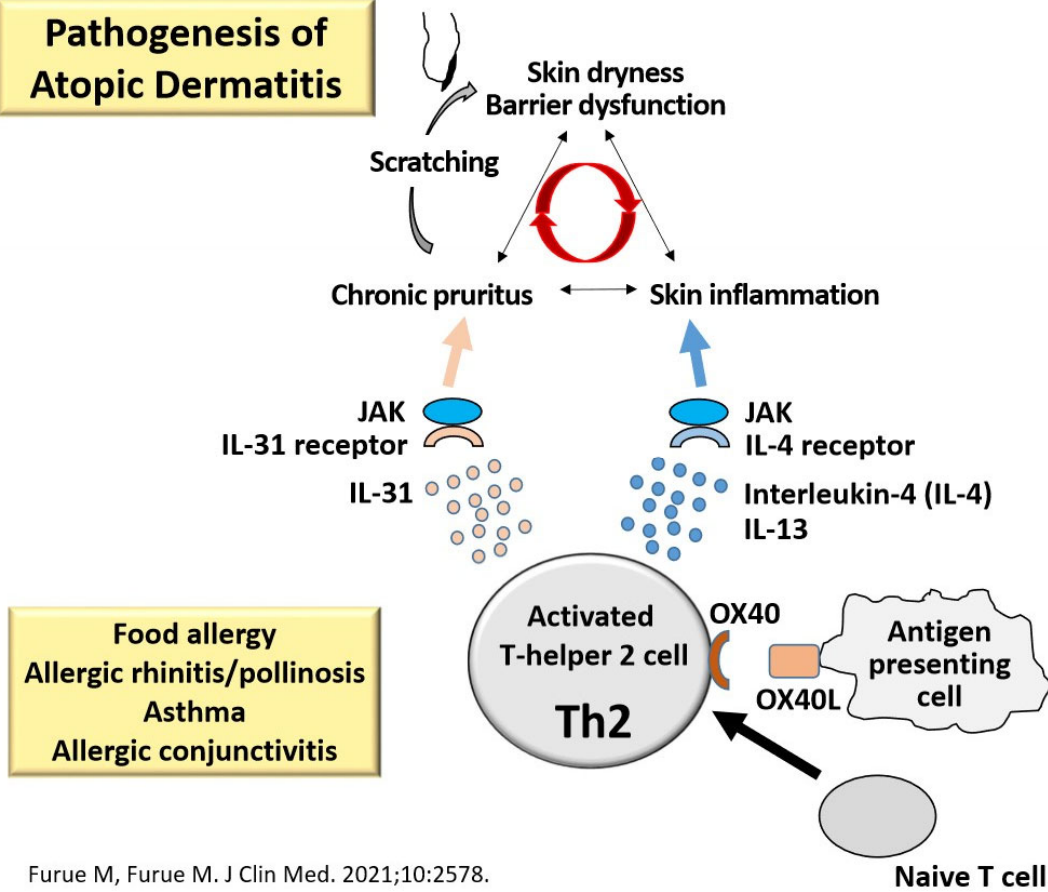 Pathogenesis of
Atopic Dermatitis
Skin dryness
Barrier dysfunction
Scratching
Chronic pruritus
Skin inflammation
JAK
IL-31 receptor
IL-31
JAK
IL-4 receptor
Interleukin-4 (IL-4)
IL-13
Activated
T-helper 2 cell
Th2
OX40
OX40L
Antigen
presenting
cell
Food allergy
Allergic rhinitis/pollinosis
Asthma
Allergic conjunctivitis
Naive T cell
Furue M, Furue M. J Clin Med. 2021;10:2578.